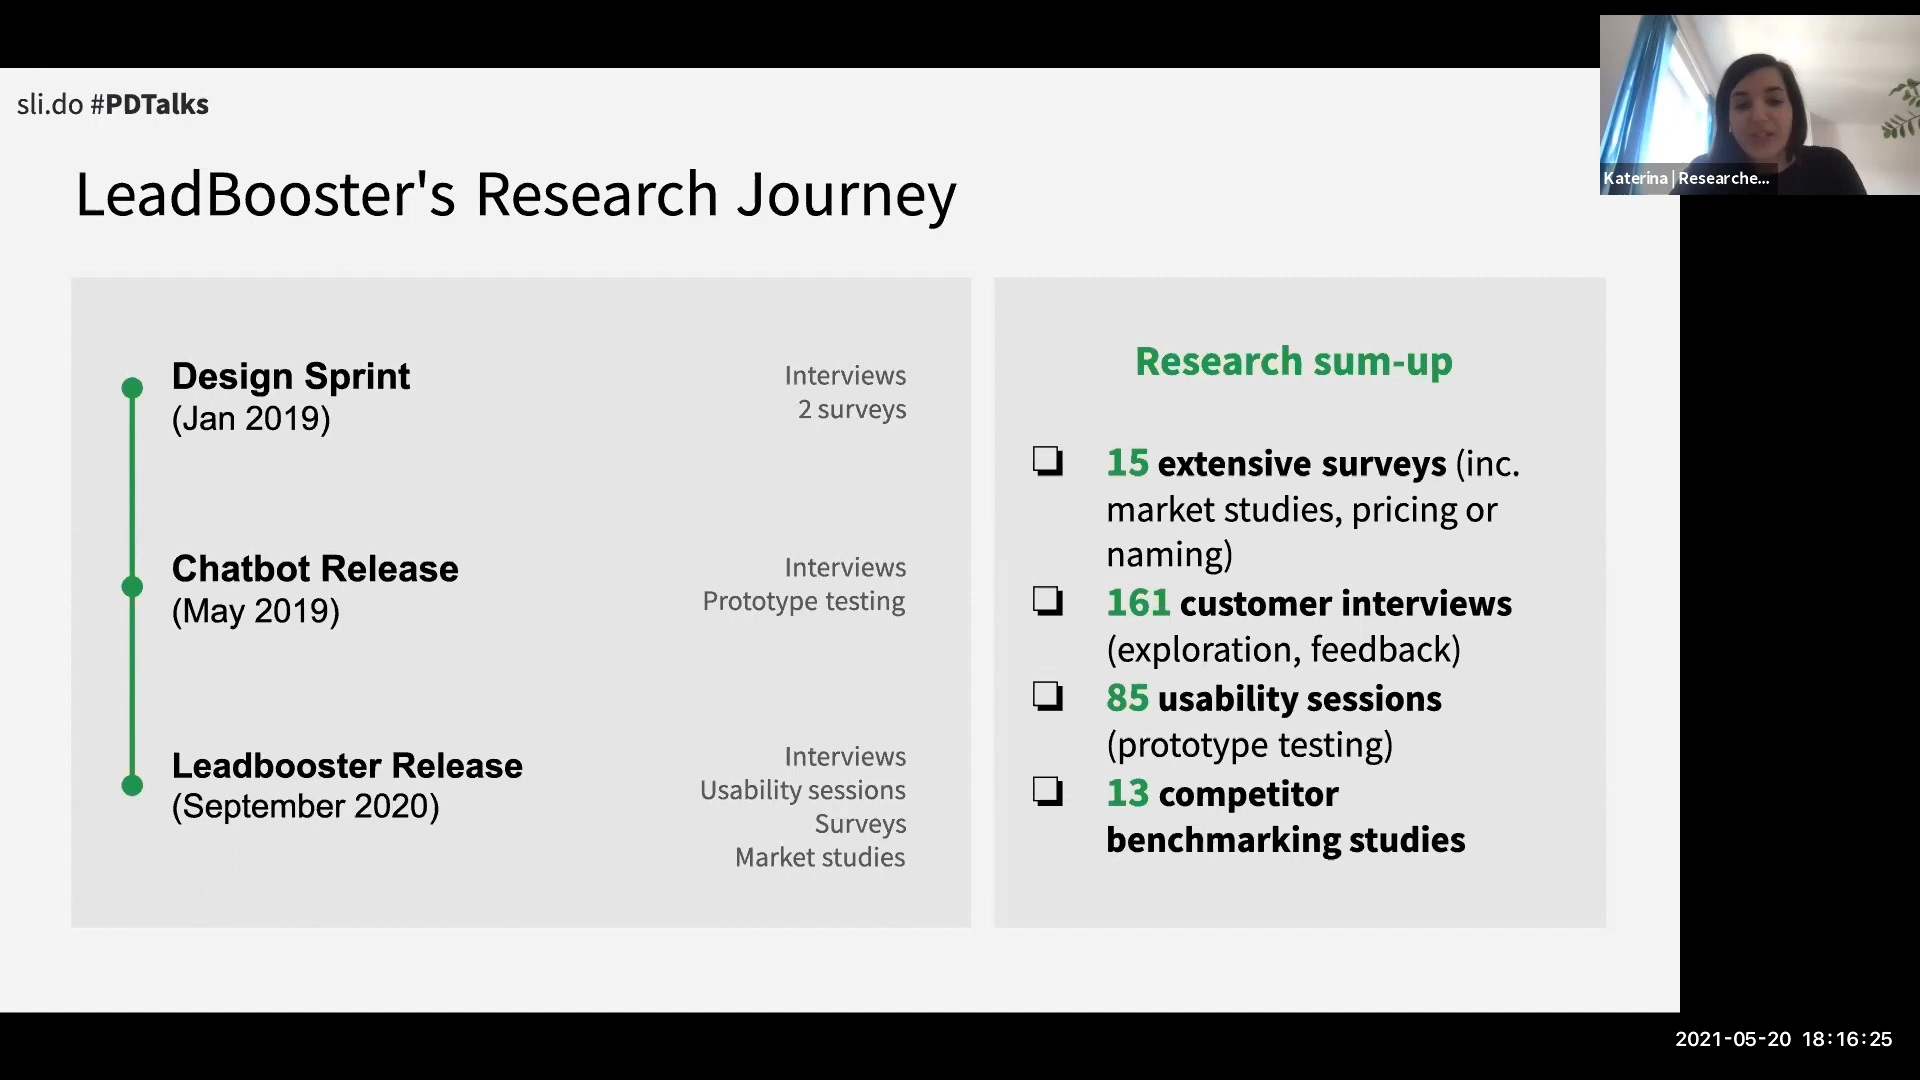 sli.do #PDTalks
LeadBooster's Research Journey
Design Sprint
(Jan 2019)
Interviews
2 surveys
Chatbot Release
(May 2019)
Interviews
Prototype testing
Leadbooster Release
(September 2020)
Interviews
Usability sessions
Surveys
Market studies
Research sum-up
15 extensive surveys (inc.
market studies, pricing or
naming)
161 customer interviews
(exploration, feedback)
85 usability sessions
(prototype testing)
13 competitor
benchmarking studies
Katerina | Researche...
2021-05-20 18:16:25